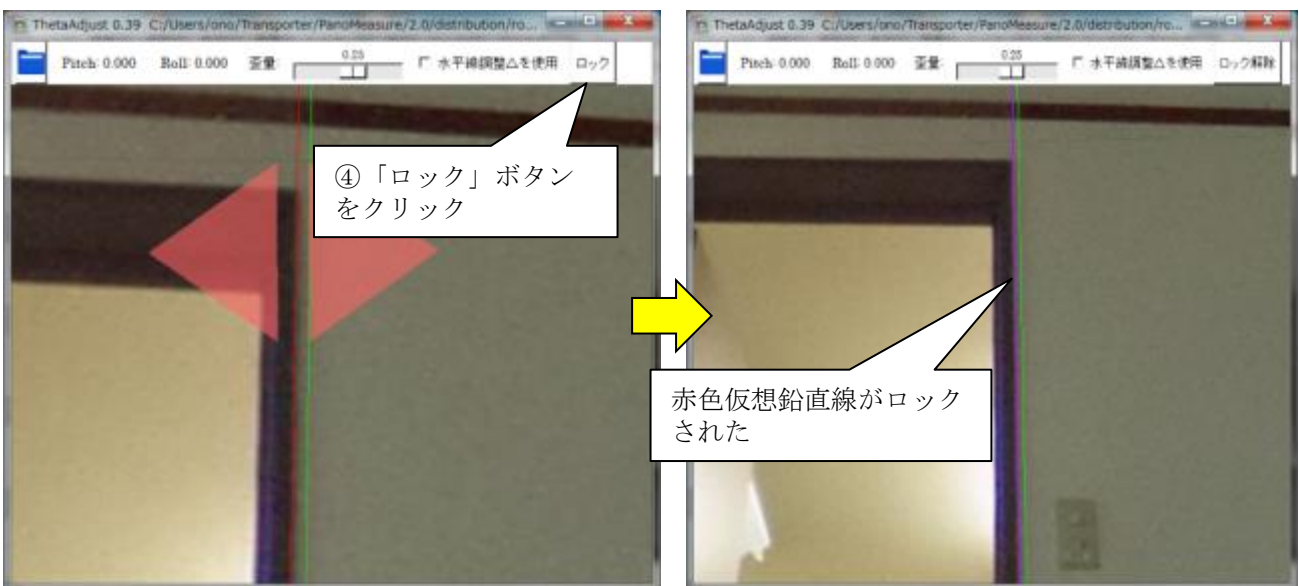 ThetaAdjust 0.39 C:/Users/ono/Transporter/PanoMeasure/2.0/distribution/ro...
Pitch: 0.000 Roll: 0.000 歪量: 0.25 水平線調整△を使用 ロック
④「ロック」ボタン
をクリック
ThetaAdjust 0.39 C:/Users/ono/Transporter/PanoMeasure/2.0/distribution/ro...
Pitch: 0.000 Roll: 0.000 歪量: 0.25 水平線調整△を使用 ロック解除
赤色仮想鉛直線がロック
された